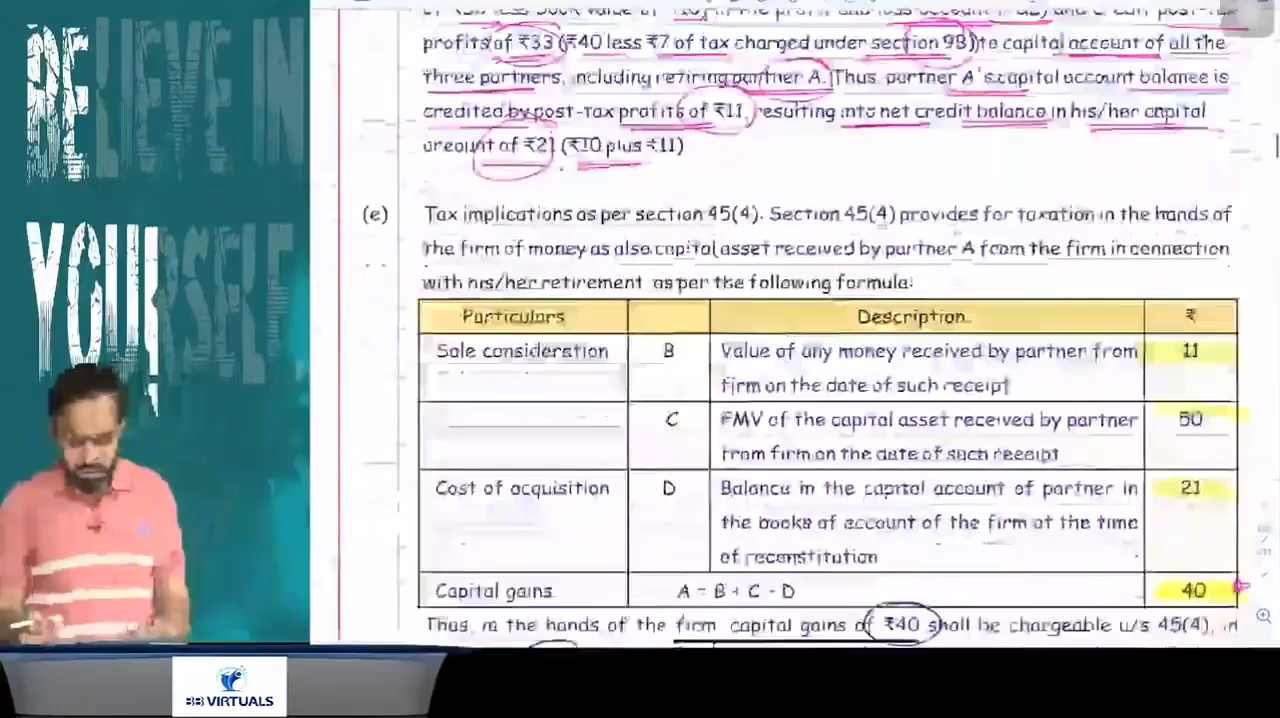 BELIEVE IN
YOURSELF
profits of ₹33 (₹40 less ₹7 of tax charged under section 9B) to capital account of all the
three partners, including retiring partner A. Thus partner A's capital account balance is
credited by post-tax profits of ₹11, resulting into net credit balance in his/her capital
amount of ₹21 (₹10 plus ₹11)
(e) Tax implications as per section 45(4). Section 45(4) provides for taxation in the hands of
the firm of money as also capital asset received by partner A from the firm in connection
with his/her retirement as per the following formula:
Particulars Description ₹
Sale consideration B Value of any money received by partner from 11
firm on the date of such receipt
C FMV of the capital asset received by partner 50
from firm on the date of such receipt
Cost of acquisition D Balance in the capital account of partner in 21
the books of account of the firm at the time
of reconstitution
Capital gains A = B + C - D 40
Thus, in the hands of the firm capital gains of ₹40 shall be chargeable u/s 45(4), in
BB VIRTUALS